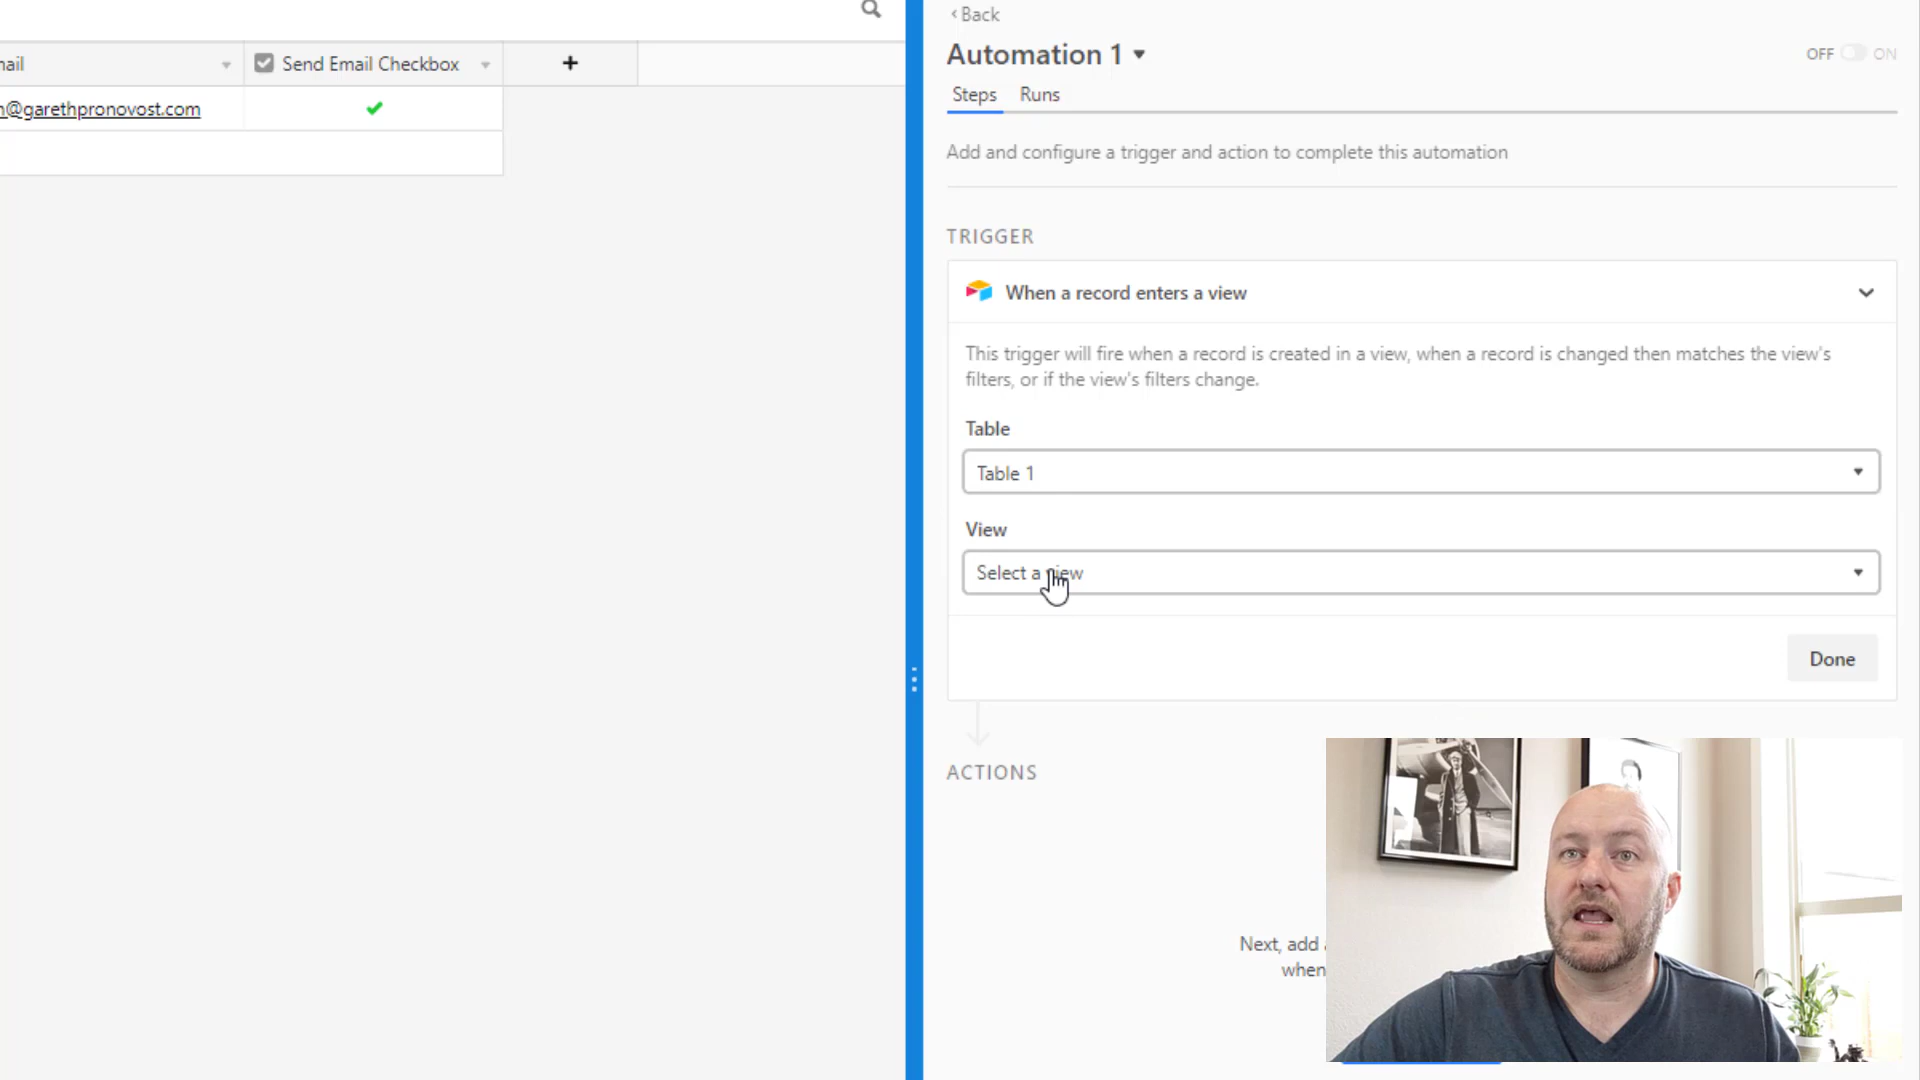 Back
Automation 1
OFF ON
Steps Runs
Add and configure a trigger and action to complete this automation
TRIGGER
When a record enters a view
This trigger will fire when a record is created in a view, when a record is changed then matches the view's
filters, or if the view's filters change.
Table
Table 1
View
Select a view
Done
ACTIONS
Next, add
when
Send Email Checkbox +
@garethpronovost.com